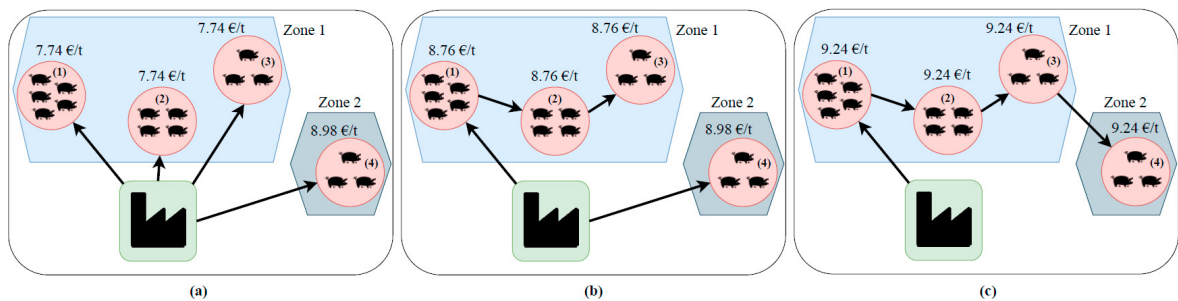 7.74 €/t
Zone 1
7.74 €/t
(1)
(3)
7.74 €/t
(2)
Zone 2
8.98 €/t
(4)
(a)
8.76 €/t
Zone 1
8.76 €/t
(1)
(3)
8.76 €/t
(2)
Zone 2
8.98 €/t
(4)
(b)
9.24 €/t
Zone 1
9.24 €/t
(1)
(3)
9.24 €/t
(2)
Zone 2
9.24 €/t
(4)
(c)